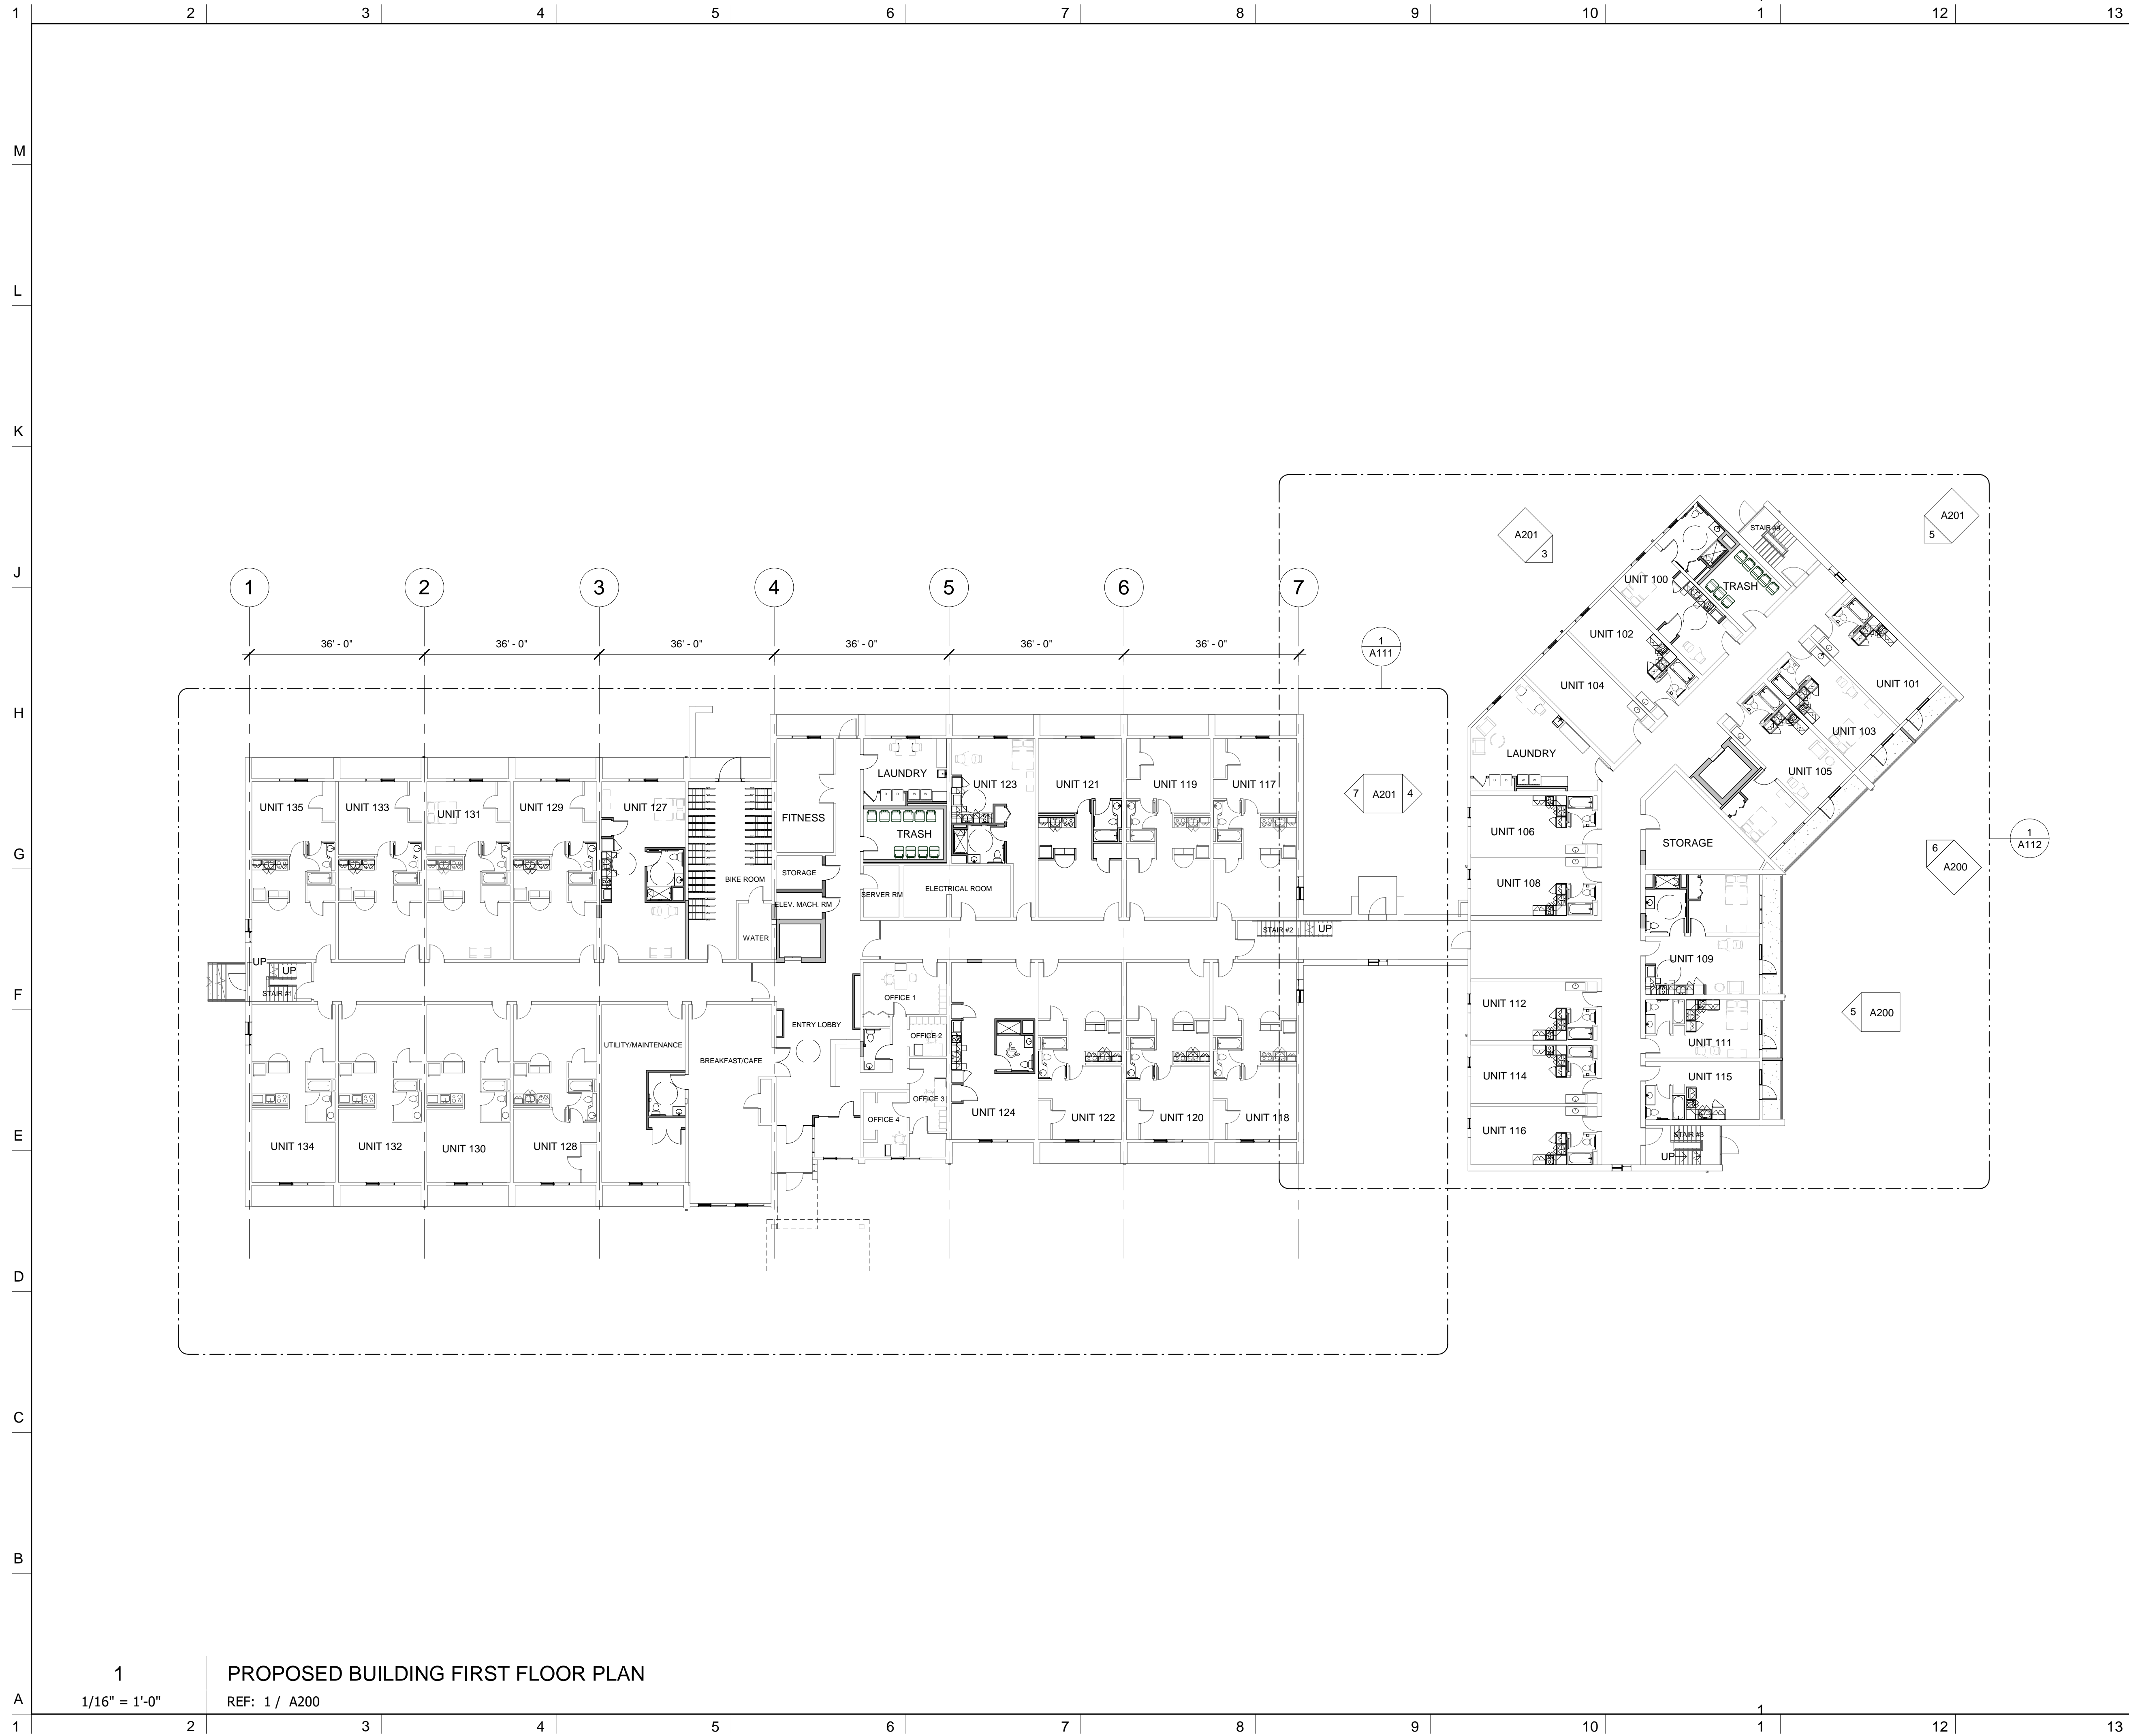 1 2 3 4 5 6 7 8 9 10 1 12 13
M
L
K
J
H
G
F
E
D
C
B
A
1 2 3 4 5 6 7
36' - 0" 36' - 0" 36' - 0" 36' - 0" 36' - 0" 36' - 0"
1
A111
A201
3
A201
5
STAIR #4
UNIT 100
TRASH
UNIT 102
UNIT 104
UNIT 101
UNIT 103
UNIT 105
LAUNDRY
UNIT 135
UNIT 133
UNIT 131
UNIT 129
UNIT 127
BIKE ROOM
WATER
FITNESS
STORAGE
ELEV. MACH. RM
LAUNDRY
TRASH
SERVER RM
ELECTRICAL ROOM
UNIT 123
UNIT 121
UNIT 119
UNIT 117
7 A201 4
UNIT 106
UNIT 108
STORAGE
1
A112
6
A200
STAIR #2
UP
UP
UP
STAIR #1
UNIT 109
UNIT 111
UNIT 112
UNIT 114
UNIT 115
UNIT 116
STAIR #3
UP
5 A200
OFFICE 1
OFFICE 2
OFFICE 3
OFFICE 4
ENTRY LOBBY
UTILITY/MAINTENANCE
BREAKFAST/CAFE
UNIT 134
UNIT 132
UNIT 130
UNIT 128
UNIT 124
UNIT 122
UNIT 120
UNIT 118
1
PROPOSED BUILDING FIRST FLOOR PLAN
1/16" = 1'-0"
REF: 1 / A200
1
1 2 3 4 5 6 7 8 9 10 1 12 13